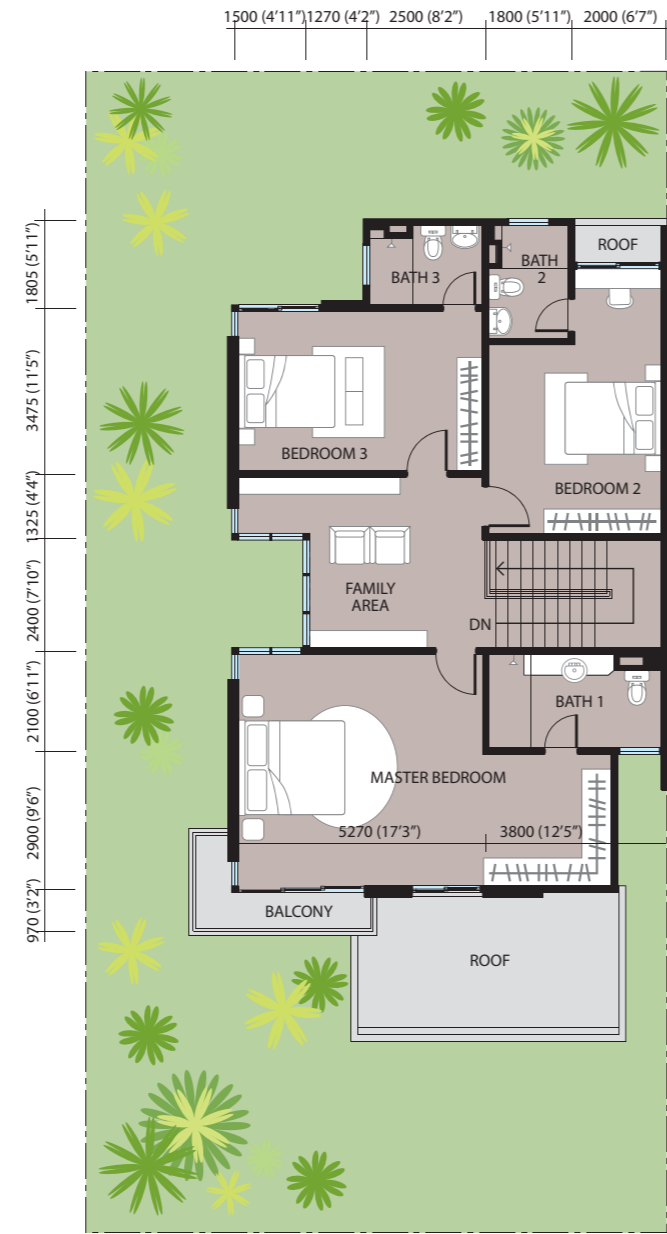 1500 (4’11”)
1270 (4’2”)
2500 (8’2”)
1800 (5’11”)
2000 (6’7”)
1805 (5’11”)
3475 (11’5”)
1325 (4’4”)
2400 (7’10”)
2100 (6’11”)
2900 (9’6”)
970 (3’2”)
ROOF
BATH 3
BATH
2
BEDROOM 3
BEDROOM 2
FAMILY
AREA
DN
BATH 1
MASTER BEDROOM
5270 (17’3”)
3800 (12’5”)
BALCONY
ROOF